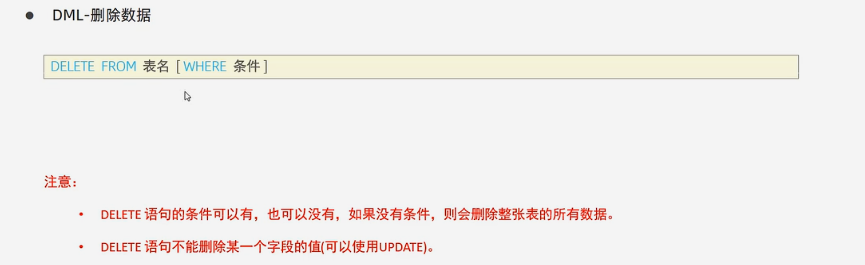 ● DML-删除数据
DELETE FROM 表名 [ WHERE 条件 ]
注意：
• DELETE 语句的条件可以有，也可以没有，如果没有条件，则会删除整张表的所有数据。
• DELETE 语句不能删除某一个字段的值(可以使用UPDATE)。